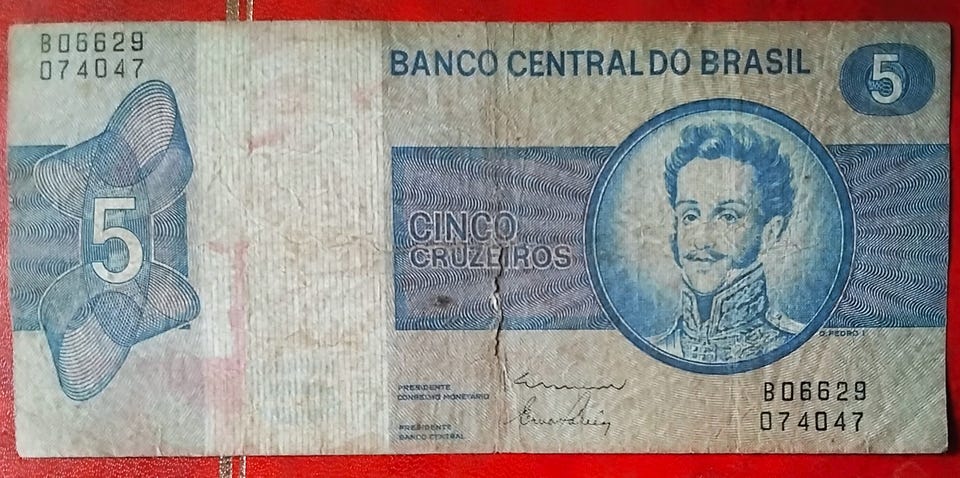 B06629
074047
BANCO CENTRAL DO BRASIL
5
5
CINCO
CRUZEIROS
D. PEDRO I
PRESIDENTE
CONSELHO MONETÁRIO
PRESIDENTE
BANCO CENTRAL
B06629
074047